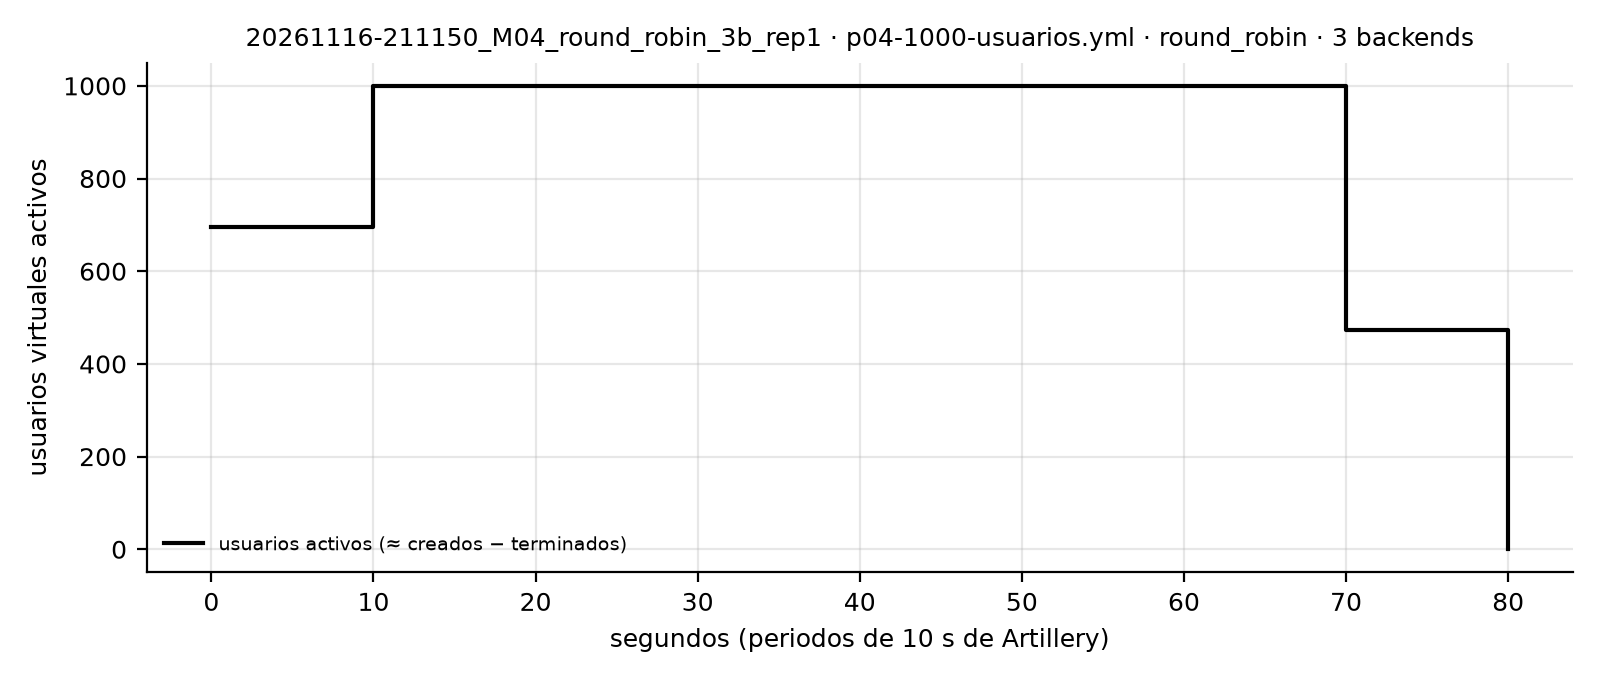 20261116-211150_M04_round_robin_3b_rep1 · p04-1000-usuarios.yml · round_robin · 3 backends
usuarios virtuales activos
1000
800
600
400
200
0
usuarios activos (≈ creados − terminados)
0 10 20 30 40 50 60 70 80
segundos (periodos de 10 s de Artillery)